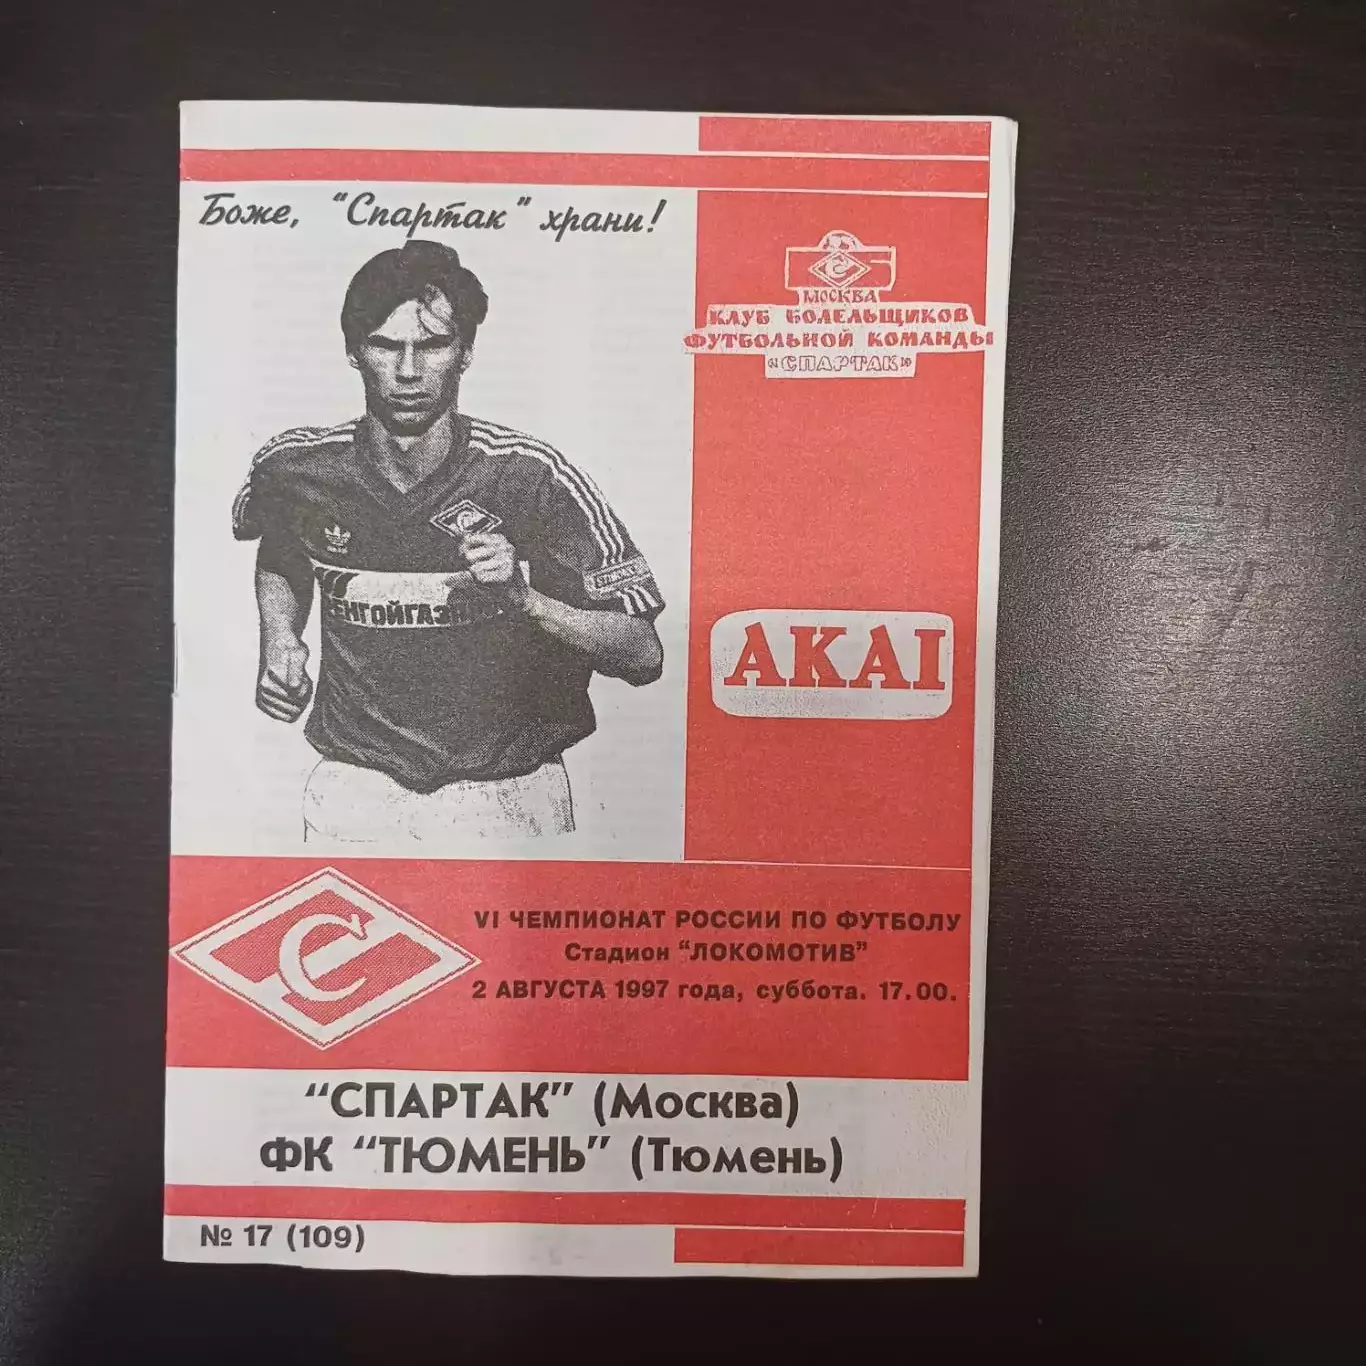 Боже, "Спартак" храни!
МОСКВА
КЛУБ БОЛЕЛЬЩИКОВ
ФУТБОЛЬНОЙ КОМАНДЫ
«СПАРТАК»
ЕНГОЙГАЗ
AKAI
VI ЧЕМПИОНАТ РОССИИ ПО ФУТБОЛУ
Стадион "ЛОКОМОТИВ"
2 АВГУСТА 1997 года, суббота. 17.00.
"СПАРТАК" (Москва)
ФК "ТЮМЕНЬ" (Тюмень)
№ 17 (109)